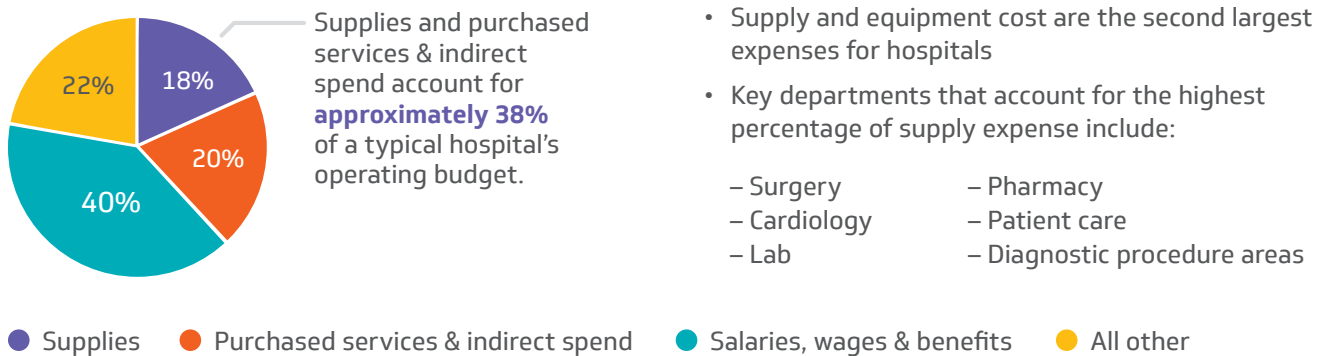 22%
18%
20%
40%
Supplies and purchased
services & indirect
spend account for
approximately 38%
of a typical hospital's
operating budget.
• Supply and equipment cost are the second largest
expenses for hospitals
• Key departments that account for the highest
percentage of supply expense include:
– Surgery
– Cardiology
– Lab
– Pharmacy
– Patient care
– Diagnostic procedure areas
Supplies
Purchased services & indirect spend
Salaries, wages & benefits
All other